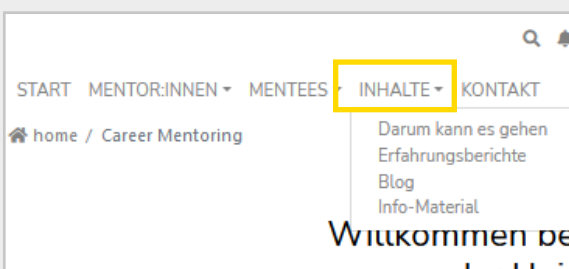 START MENTOR:INNEN MENTEES INHALTE KONTAKT
home / Career Mentoring
Darum kann es gehen
Erfahrungsberichte
Blog
Info-Material
Willkommen be